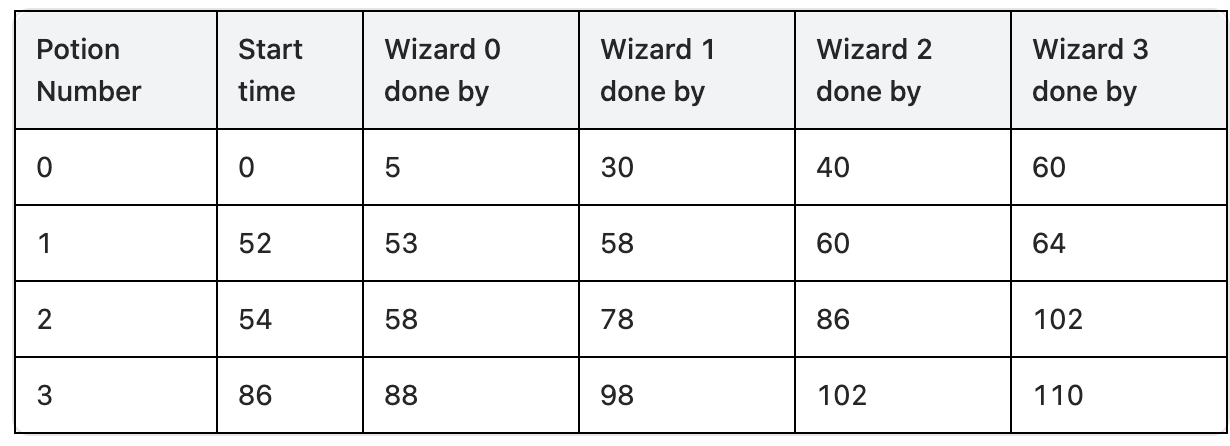 Potion Number | Start time | Wizard 0 done by | Wizard 1 done by | Wizard 2 done by | Wizard 3 done by
0 | 0 | 5 | 30 | 40 | 60
1 | 52 | 53 | 58 | 60 | 64
2 | 54 | 58 | 78 | 86 | 102
3 | 86 | 88 | 98 | 102 | 110